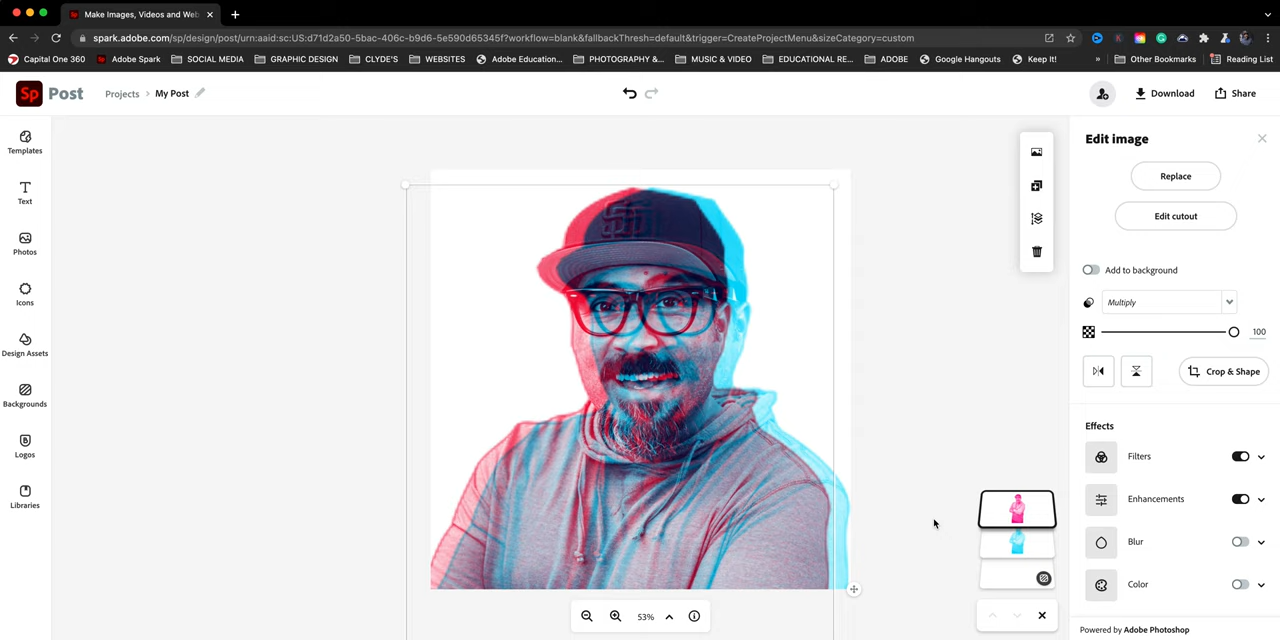 Make Images, Videos and Web
spark.adobe.com/sp/design/post/urn:aaid:sc:US:d71d2a50-5bac-406c-b9d6-5e590d65345f?workflow=blank&fallbackThresh=default&trigger=CreateProjectMenu&sizeCategory=custom
Capital One 360
Adobe Spark
SOCIAL MEDIA
GRAPHIC DESIGN
CLYDE'S
WEBSITES
Adobe Education...
PHOTOGRAPHY &...
MUSIC & VIDEO
EDUCATIONAL RE...
ADOBE
Google Hangouts
Keep It!
»
Other Bookmarks
Reading List
Sp Post
Projects > My Post
Download
Share
Templates
Text
Photos
Icons
Design Assets
Backgrounds
Logos
Libraries
SD
53%
Edit image
Replace
Edit cutout
Add to background
Multiply
100
Crop & Shape
Effects
Filters
Enhancements
Blur
Color
Powered by Adobe Photoshop